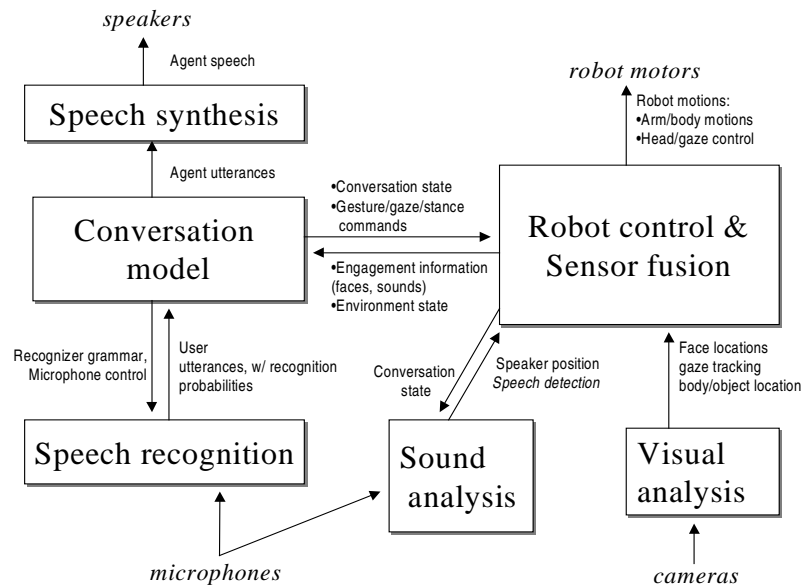 speakers
Agent speech
Speech synthesis
Agent utterances
Conversation
model
robot motors
Robot motions:
•Arm/body motions
•Head/gaze control
•Conversation state
•Gesture/gaze/stance
commands
Robot control &
Sensor fusion
•Engagement information
(faces, sounds)
•Environment state
Recognizer grammar,
Microphone control
User
utterances, w/ recognition
probabilities
Conversation
state
Speaker position
Speech detection
Face locations
gaze tracking
body/object location
Speech recognition
Sound
analysis
Visual
analysis
microphones
cameras